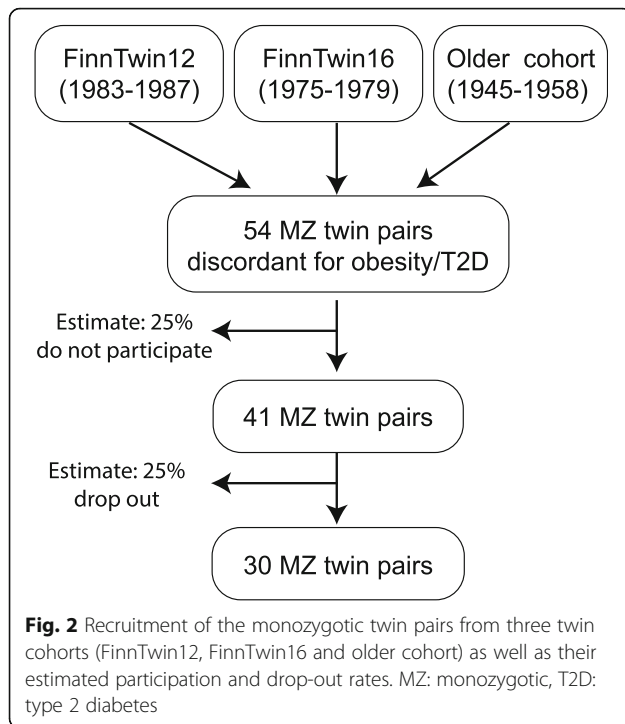 FinnTwin12
(1983-1987)
FinnTwin16
(1975-1979)
Older cohort
(1945-1958)
54 MZ twin pairs
discordant for obesity/T2D
Estimate: 25%
do not participate
41 MZ twin pairs
Estimate: 25%
drop out
30 MZ twin pairs
Fig. 2 Recruitment of the monozygotic twin pairs from three twin
cohorts (FinnTwin12, FinnTwin16 and older cohort) as well as their
estimated participation and drop-out rates. MZ: monozygotic, T2D:
type 2 diabetes